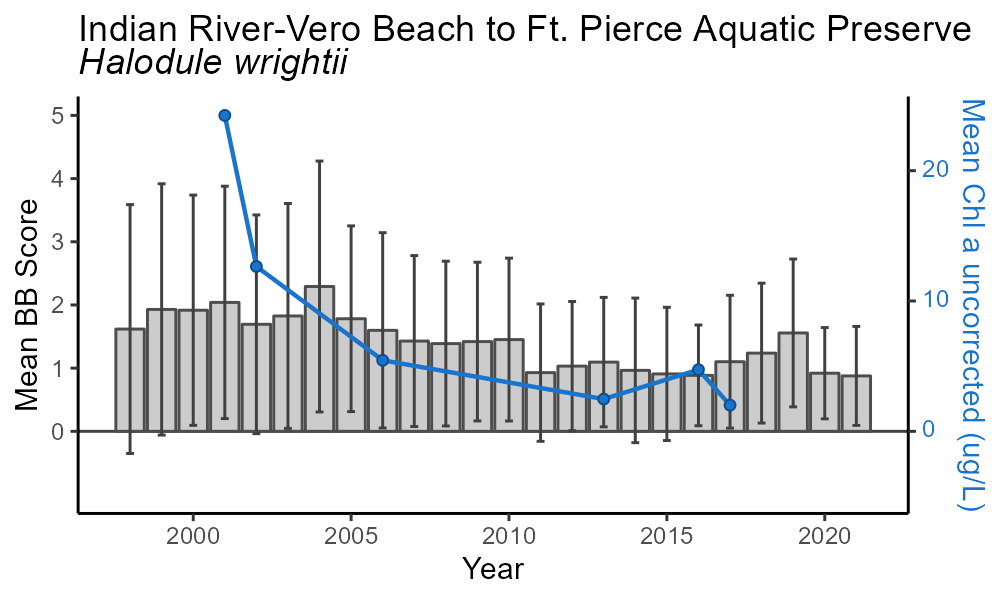 Indian River-Vero Beach to Ft. Pierce Aquatic Preserve
Halodule wrightii
Mean BB Score
5
4
3
2
1
0
20
10
0
Mean Chl a uncorrected (ug/L)
2000
2005
2010
2015
2020
Year